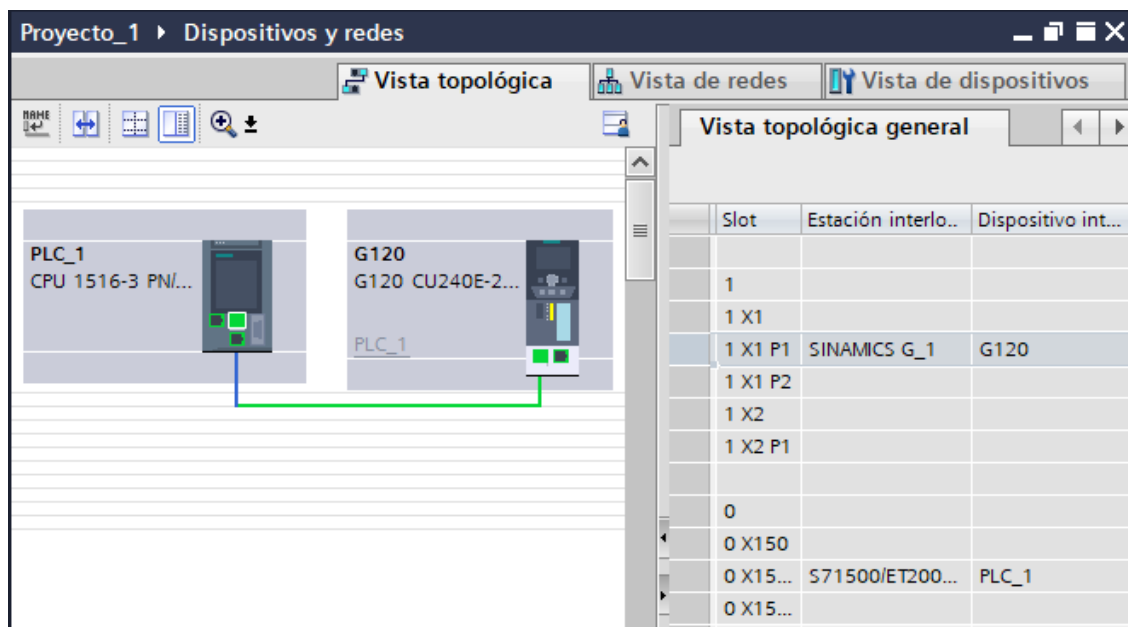 Proyecto_1 ▸ Dispositivos y redes
Vista topológica
Vista de redes
Vista de dispositivos
NAME
Vista topológica general
PLC_1
CPU 1516-3 PN/...
G120
G120 CU240E-2...
PLC_1
Slot Estación interlo... Dispositivo int...
1
1 X1
1 X1 P1 SINAMICS G_1 G120
1 X1 P2
1 X2
1 X2 P1
0
0 X150
0 X15... S71500/ET200... PLC_1
0 X15...